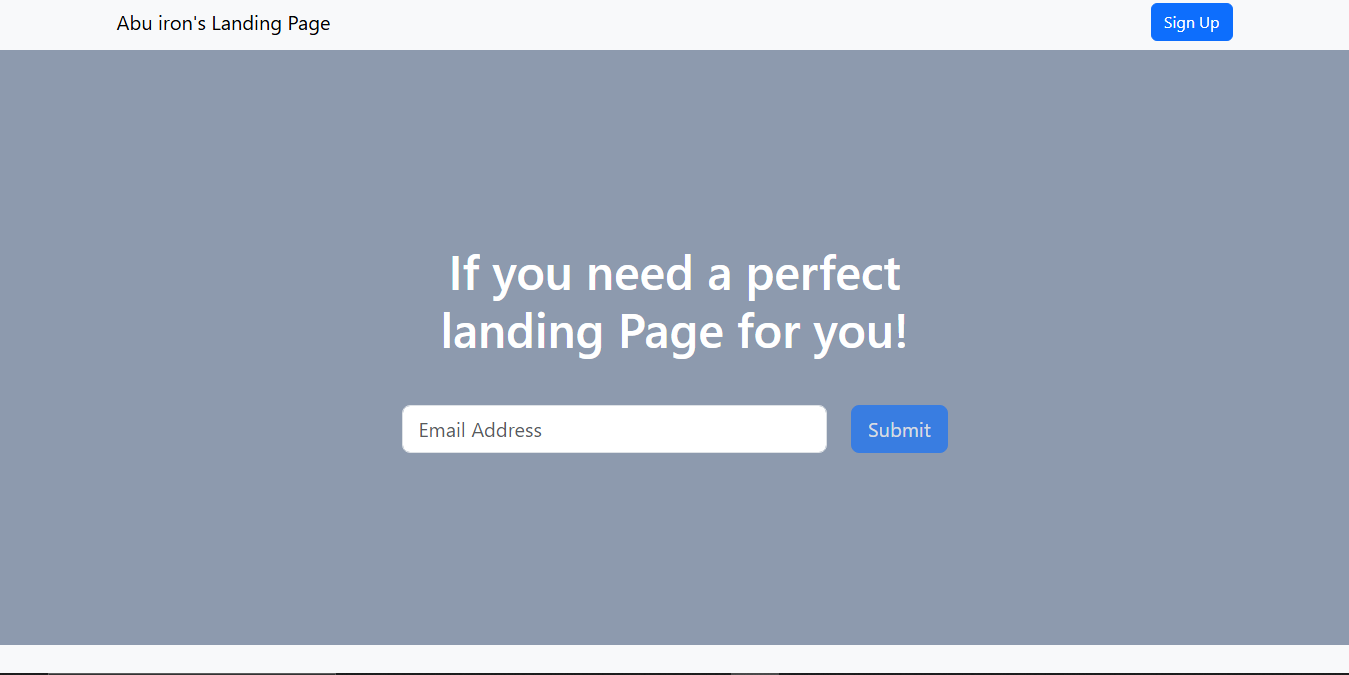 Abu iron's Landing Page
Sign Up
If you need a perfect
landing Page for you!
Email Address
Submit